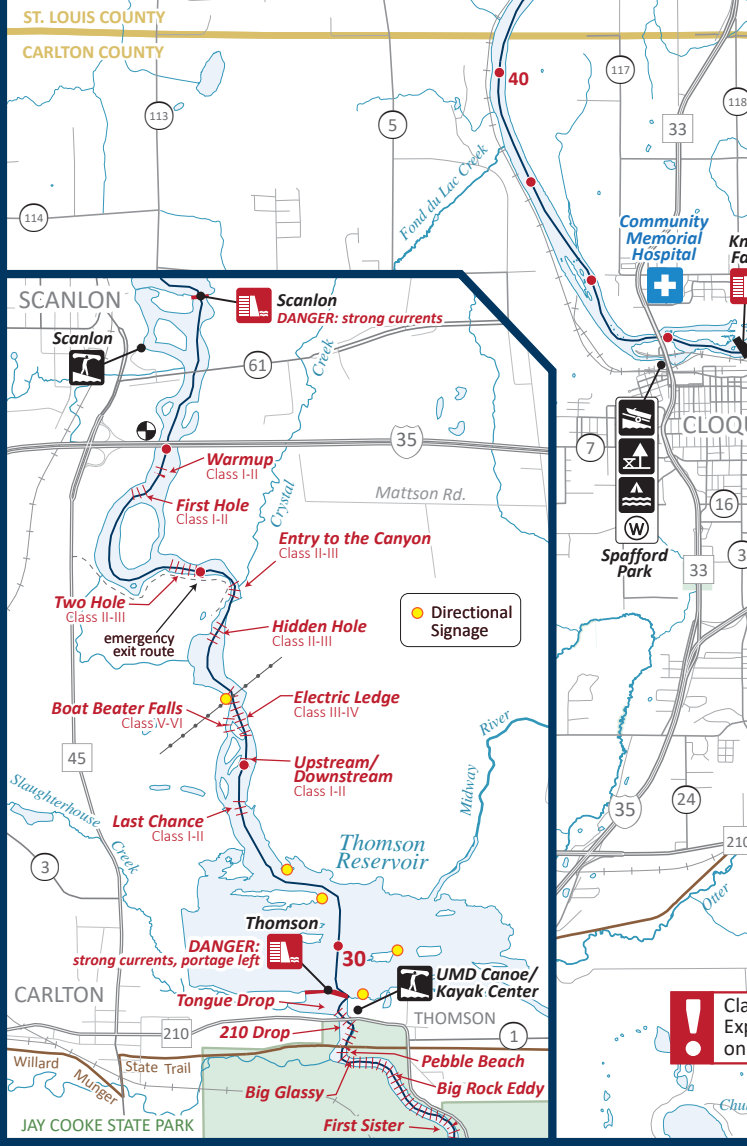 ST. LOUIS COUNTY
CARLTON COUNTY
40
117
118
113
5
33
114
Fond du Lac Creek
Community
Memorial
Hospital
SCANLON
Scanlon
DANGER: strong currents
Scanlon
61
Creek
Crystal
35
Warmup
Class I-II
Mattson Rd.
First Hole
Class I-II
Entry to the Canyon
Class II-III
Two Hole
Class II-III
emergency
exit route
Hidden Hole
Class II-III
Directional
Signage
Boat Beater Falls
Class V-VI
Electric Ledge
Class III-IV
45
Upstream/
Downstream
Class I-II
River
Midway
Slaughterhouse
Creek
Last Chance
Class I-II
Thomson
Reservoir
3
Thomson
DANGER:
strong currents, portage left
30
UMD Canoe/
Kayak Center
CARLTON
Tongue Drop
THOMSON
210
210 Drop
1
Willard
Munger
State Trail
Pebble Beach
Big Glassy
Big Rock Eddy
JAY COOKE STATE PARK
First Sister
7
16
3
W
Spafford
Park
33
35
24
210
Otter
!
on